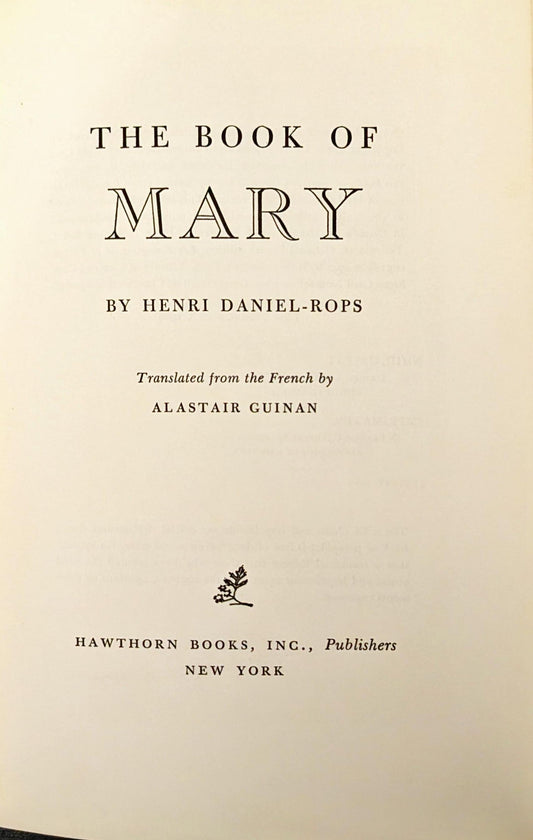 THE BOOK OF
MARY
BY HENRI DANIEL-ROPS
Translated from the French by
ALASTAIR GUINAN
HAWTHORN BOOKS, INC., Publishers
NEW YORK